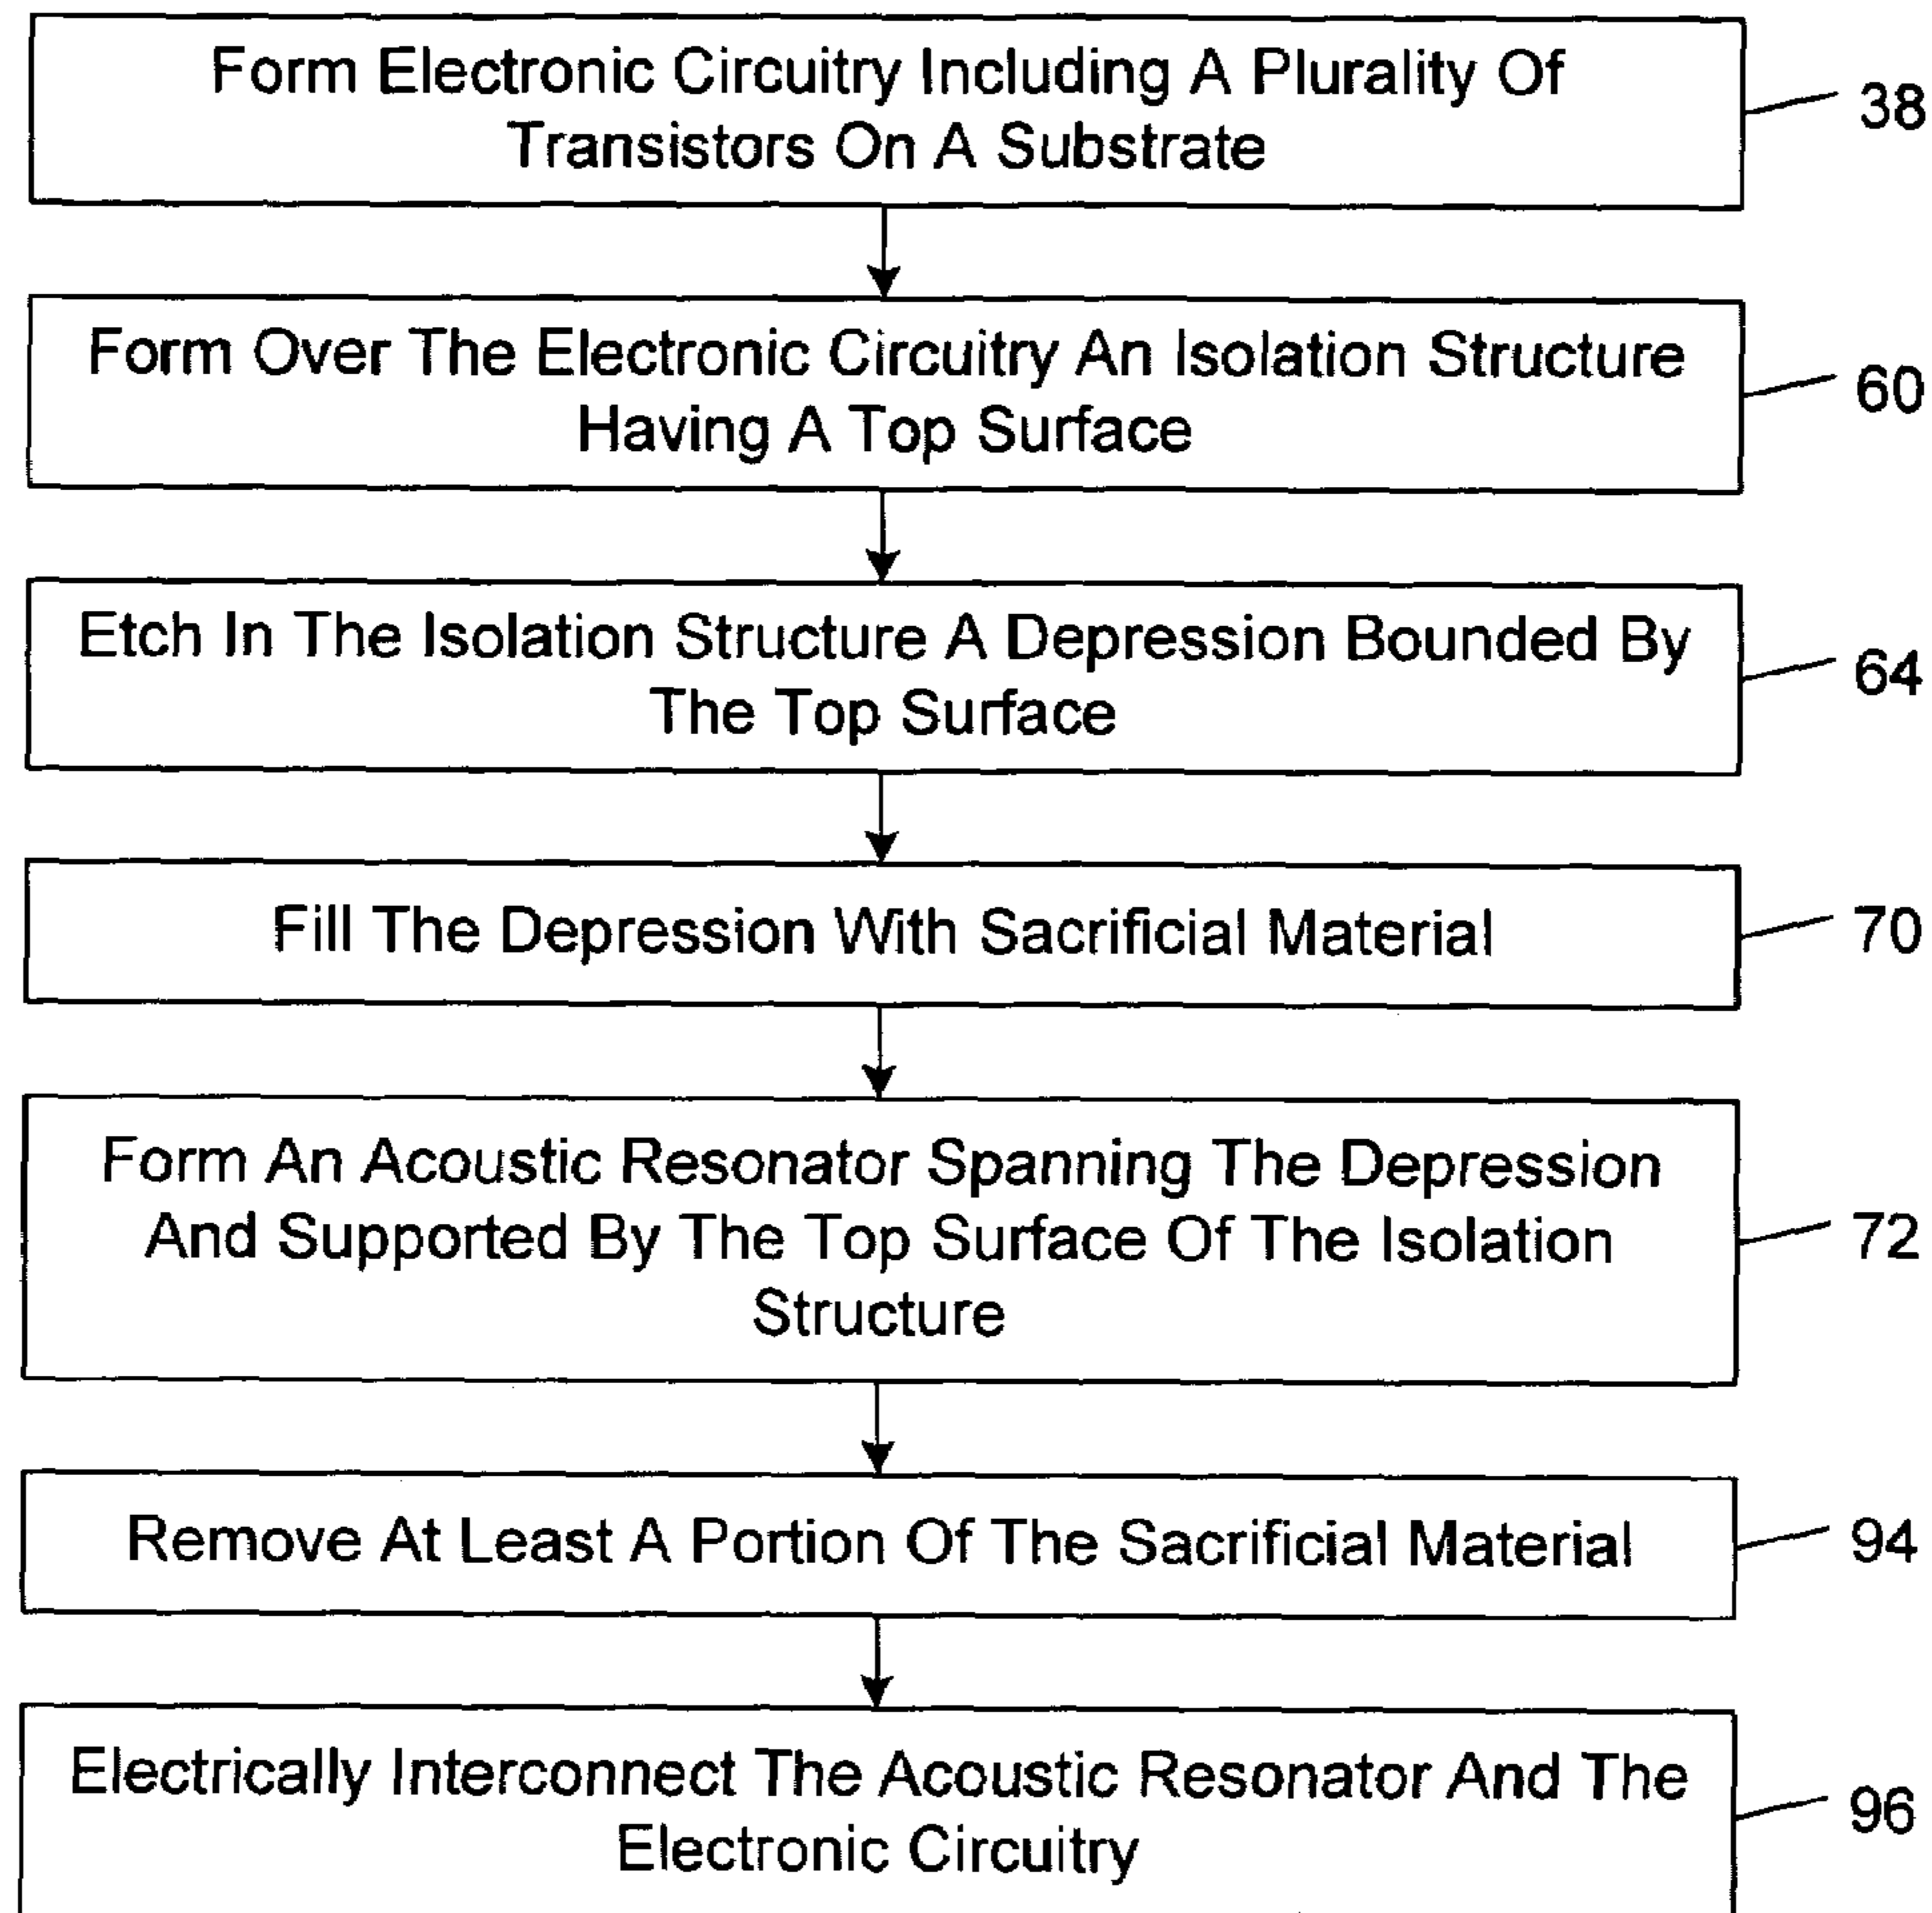 Form Electronic Circuitry Including A Plurality Of
Transistors On A Substrate
38
Form Over The Electronic Circuitry An Isolation Structure
Having A Top Surface
60
Etch In The Isolation Structure A Depression Bounded By
The Top Surface
64
Fill The Depression With Sacrificial Material
70
Form An Acoustic Resonator Spanning The Depression
And Supported By The Top Surface Of The Isolation
Structure
72
Remove At Least A Portion Of The Sacrificial Material
94
Electrically Interconnect The Acoustic Resonator And The
Electronic Circuitry
96